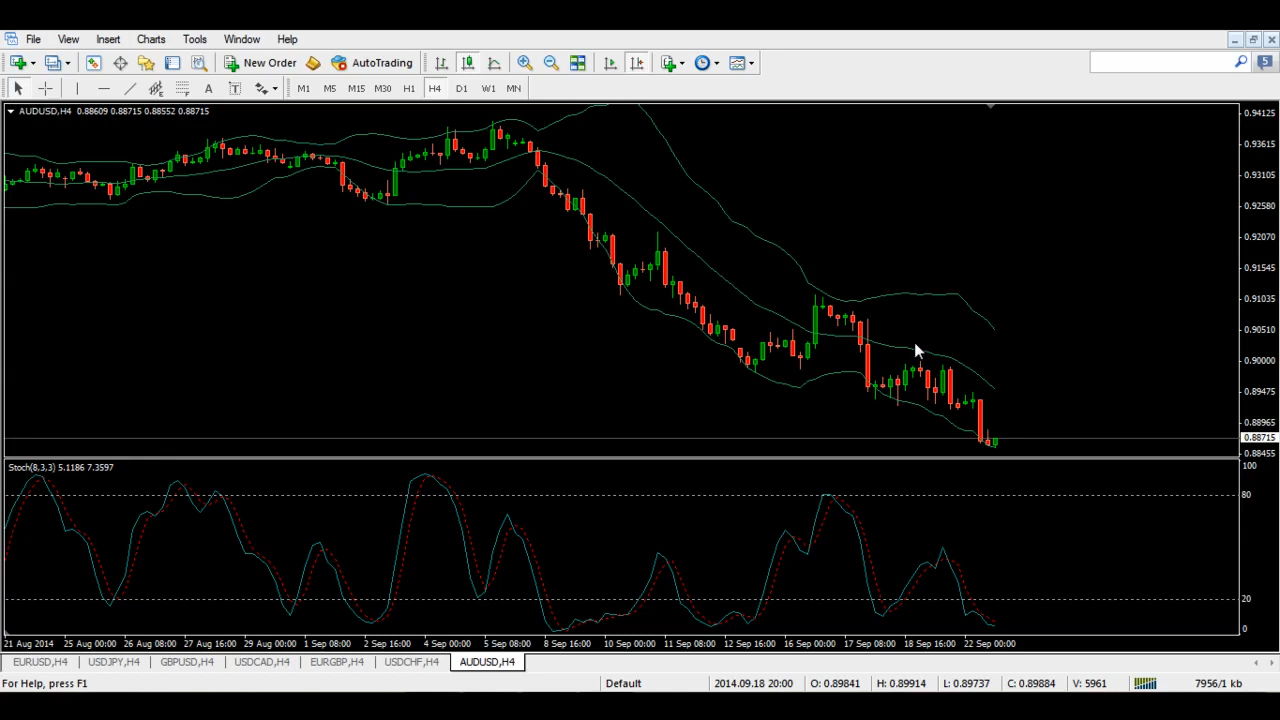 File View Insert Charts Tools Window Help
New Order AutoTrading 5
A T M1 M5 M15 M30 H1 H4 D1 W1 MN
AUDUSD,H4 0.88609 0.88715 0.88552 0.88715
0.94125
0.93615
0.93105
0.92580
0.92070
0.91545
0.91035
0.90510
0.90000
0.89475
0.88965
0.88715
0.88455
Stoch(8,3,3) 5.1186 7.3597
100
80
20
0
21 Aug 2014 25 Aug 00:00 26 Aug 08:00 27 Aug 16:00 29 Aug 00:00 1 Sep 08:00 2 Sep 16:00 4 Sep 00:00 5 Sep 08:00 8 Sep 16:00 10 Sep 00:00 11 Sep 08:00 12 Sep 16:00 16 Sep 00:00 17 Sep 08:00 18 Sep 16:00 22 Sep 00:00
EURUSD,H4 USDJPY,H4 GBPUSD,H4 USDCAD,H4 EURGBP,H4 USDCHF,H4 AUDUSD,H4
For Help, press F1 Default 2014.09.18 20:00 O: 0.89841 H: 0.89914 L: 0.89737 C: 0.89884 V: 5961 7956/1 kb